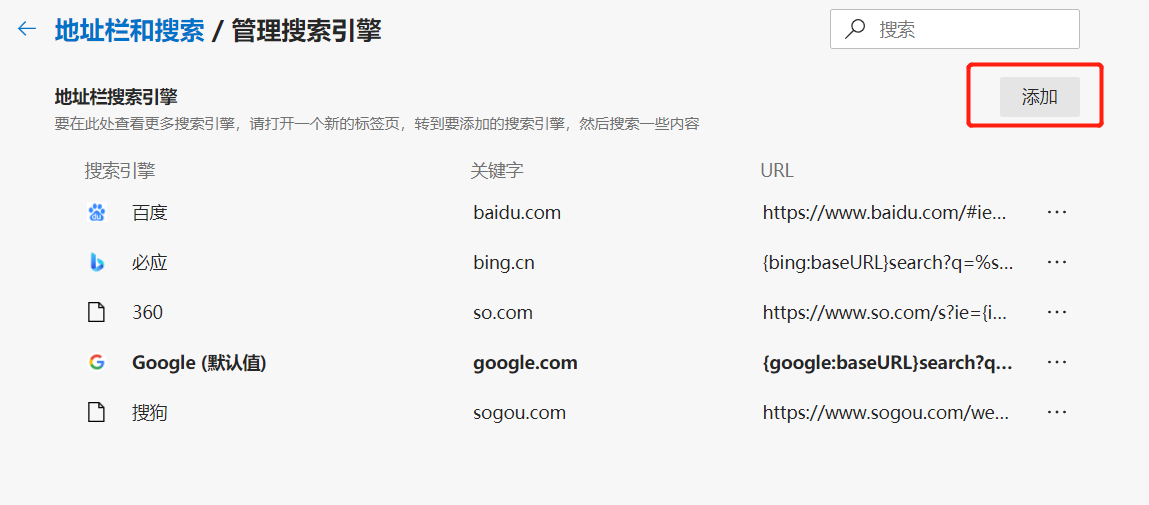 地址栏和搜索 / 管理搜索引擎
搜索
地址栏搜索引擎
添加
要在此处查看更多搜索引擎，请打开一个新的标签页，转到要添加的搜索引擎，然后搜索一些内容
搜索引擎 关键字 URL
百度 baidu.com https://www.baidu.com/#ie...
必应 bing.cn {bing:baseURL}search?q=%s...
360 so.com https://www.so.com/s?ie={i...
Google (默认值) google.com {google:baseURL}search?q...
搜狗 sogou.com https://www.sogou.com/we...